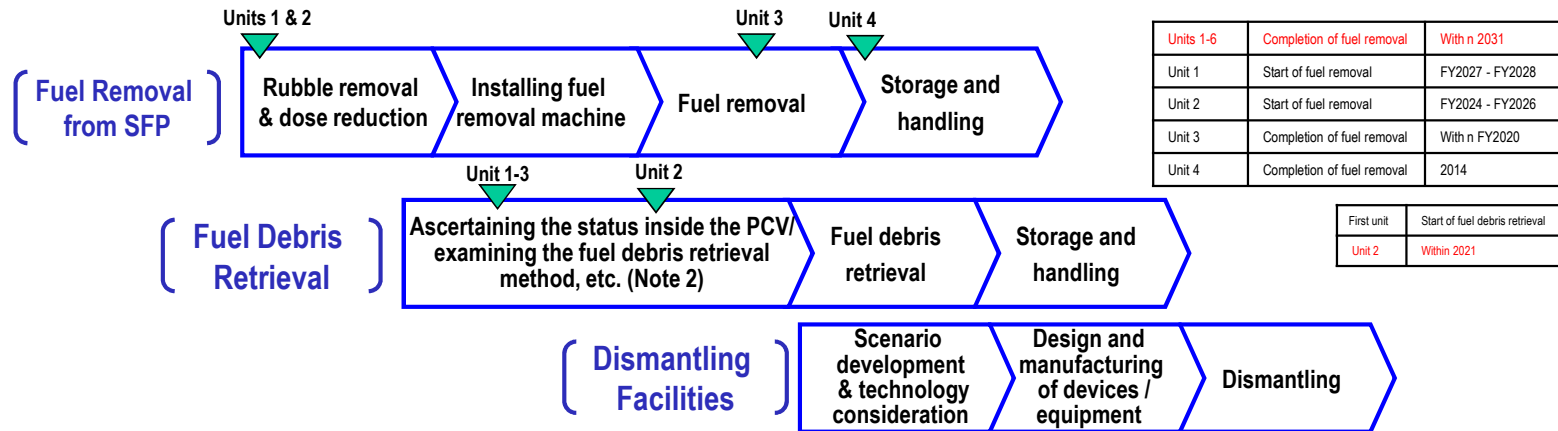 Units 1 & 2
Unit 3
Unit 4
Fuel Removal
from SFP
Rubble removal
& dose reduction
Installing fuel
removal machine
Fuel removal
Storage and
handling
Units 1-6 Completion of fuel removal With n 2031
Unit 1 Start of fuel removal FY2027 - FY2028
Unit 2 Start of fuel removal FY2024 - FY2026
Unit 3 Completion of fuel removal With n FY2020
Unit 4 Completion of fuel removal 2014
Unit 1-3
Unit 2
Fuel Debris
Retrieval
Ascertaining the status inside the PCV/
examining the fuel debris retrieval
method, etc. (Note 2)
Fuel debris
retrieval
Storage and
handling
First unit Start of fuel debris retrieval
Unit 2 Within 2021
Dismantling
Facilities
Scenario
development
& technology
consideration
Design and
manufacturing
of devices /
equipment
Dismantling